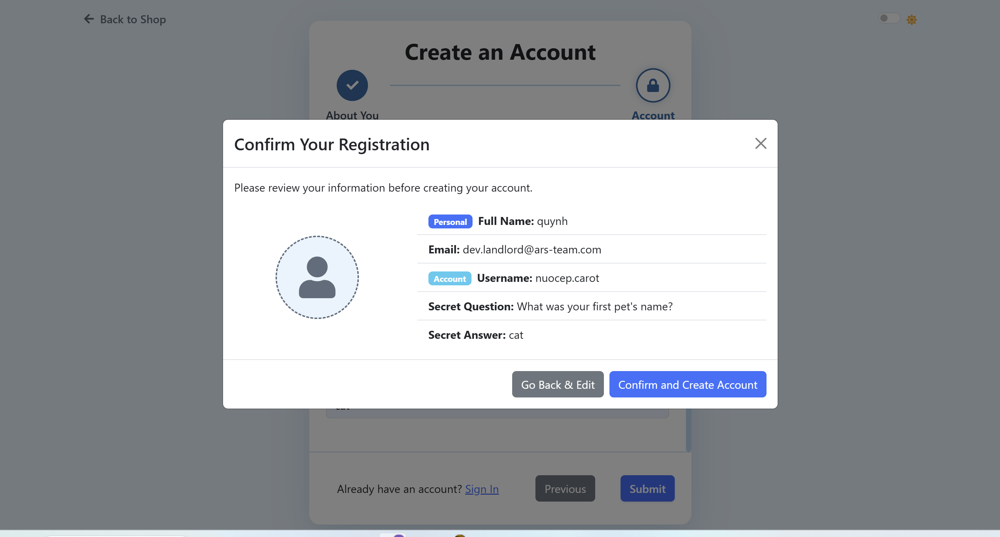 Back to Shop
Create an Account
About You
Account
Confirm Your Registration
Please review your information before creating your account.
Personal Full Name: quynh
Email: dev.landlord@ars-team.com
Account Username: nuocep.carot
Secret Question: What was your first pet's name?
Secret Answer: cat
Go Back & Edit
Confirm and Create Account
cat
Already have an account? Sign In
Previous
Submit